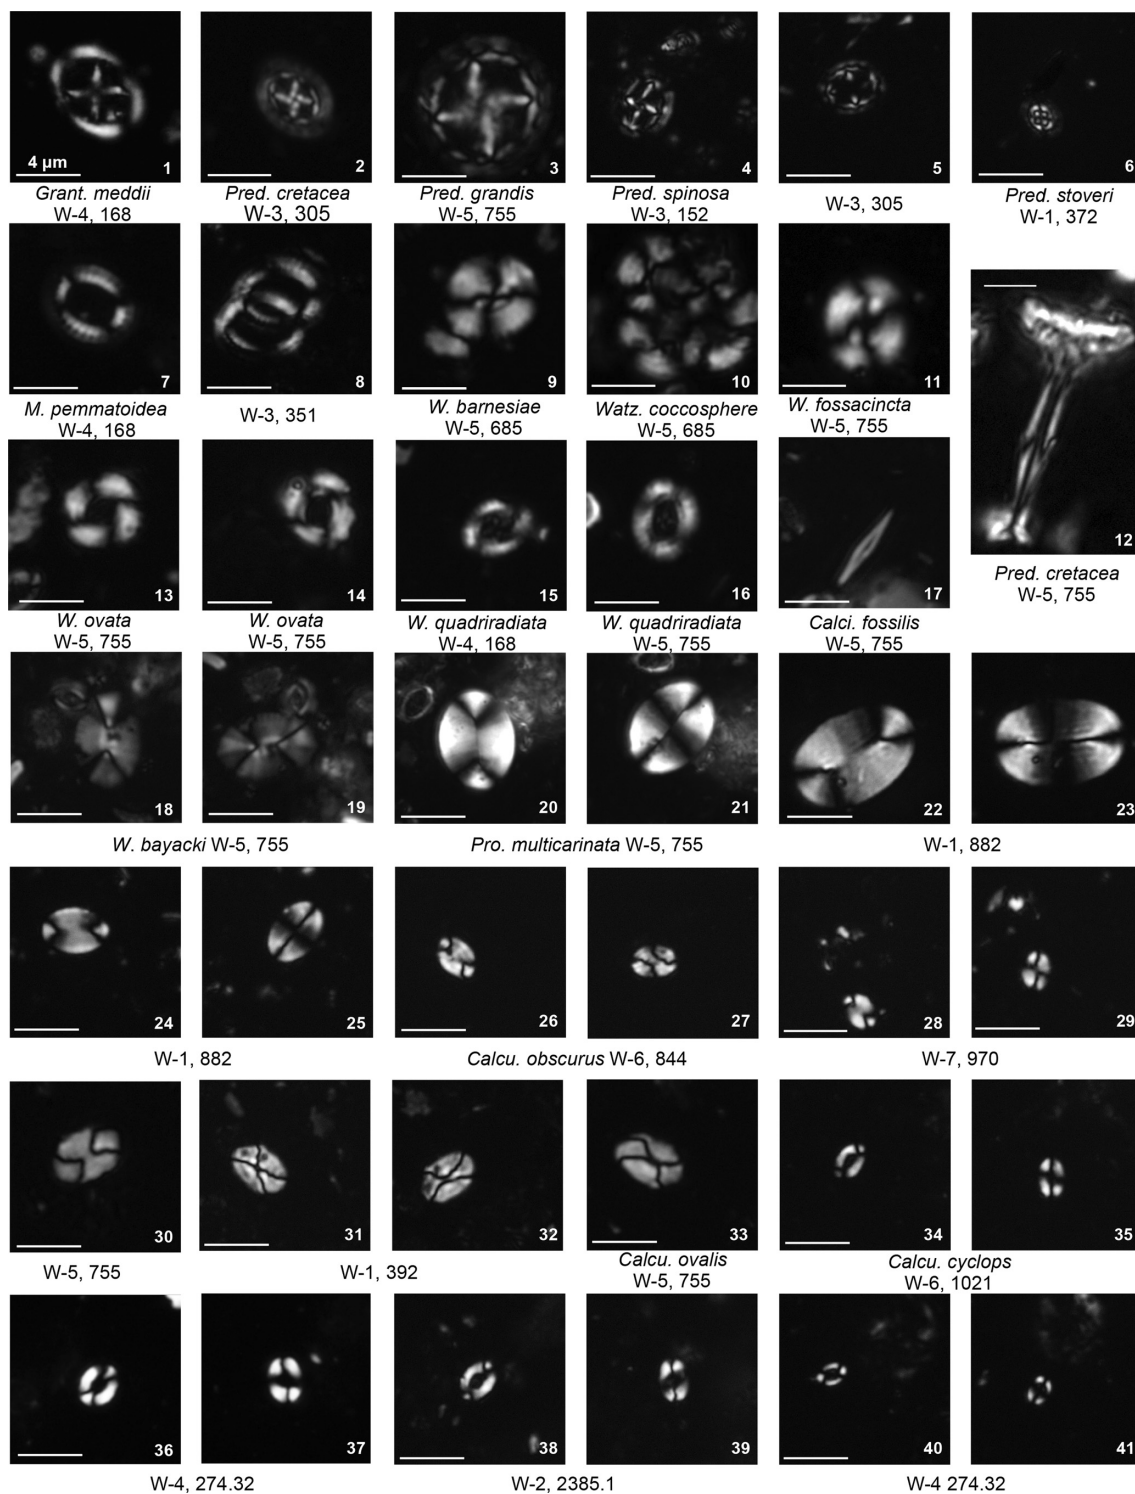 4 µm
1
2
3
4
5
6
Grant. meddii
W-4, 168
Pred. cretacea
W-3, 305
Pred. grandis
W-5, 755
Pred. spinosa
W-3, 152
W-3, 305
Pred. stoveri
W-1, 372
7
8
9
10
11
12
M. pemmatoidea
W-4, 168
W-3, 351
W. barnesiae
W-5, 685
Watz. coccosphere
W-5, 685
W. fossacincta
W-5, 755
Pred. cretacea
W-5, 755
13
14
15
16
17
W. ovata
W-5, 755
W. ovata
W-5, 755
W. quadriradiata
W-4, 168
W. quadriradiata
W-5, 755
Calci. fossilis
W-5, 755
18
19
20
21
22
23
W. bayacki W-5, 755
Pro. multicarinata W-5, 755
W-1, 882
24
25
26
27
28
29
W-1, 882
Calcu. obscurus W-6, 844
W-7, 970
30
31
32
33
34
35
W-5, 755
W-1, 392
Calcu. ovalis
W-5, 755
Calcu. cyclops
W-6, 1021
36
37
38
39
40
41
W-4, 274.32
W-2, 2385.1
W-4 274.32